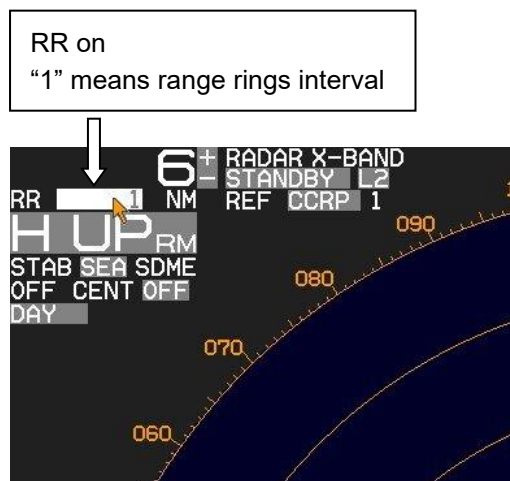 RR on
“1” means range rings interval
6 + - RADAR X-BAND
STANDBY L2
RR 1 NM REF CCRP 1
H UP RM
STAB SEA SDME
OFF CENT OFF
DAY
090
080
070
060